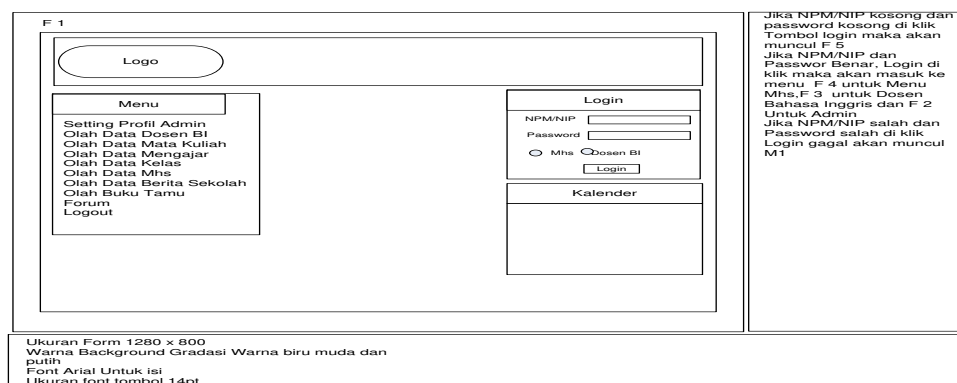 F 1
Logo
Menu
Setting Profil Admin
Olah Data Dosen BI
Olah Data Mata Kuliah
Olah Data Mengajar
Olah Data Kelas
Olah Data Mhs
Olah Data Berita Sekolah
Olah Buku Tamu
Forum
Logout
Login
NPM/NIP
Password
Mhs Dosen BI
Login
Kalender
Jika NPM/NIP kosong dan
password kosong di klik
Tombol login maka akan
muncul F 5
Jika NPM/NIP dan
Passwor Benar, Login di
klik maka akan masuk ke
menu F 4 untuk Menu
Mhs,F 3 untuk Dosen
Bahasa Inggris dan F 2
Untuk Admin
Jika NPM/NIP salah dan
Password salah di klik
Login gagal akan muncul
M1
Ukuran Form 1280 x 800
Warna Background Gradasi Warna biru muda dan
putih
Font Arial Untuk isi
Ukuran font tombol 14pt